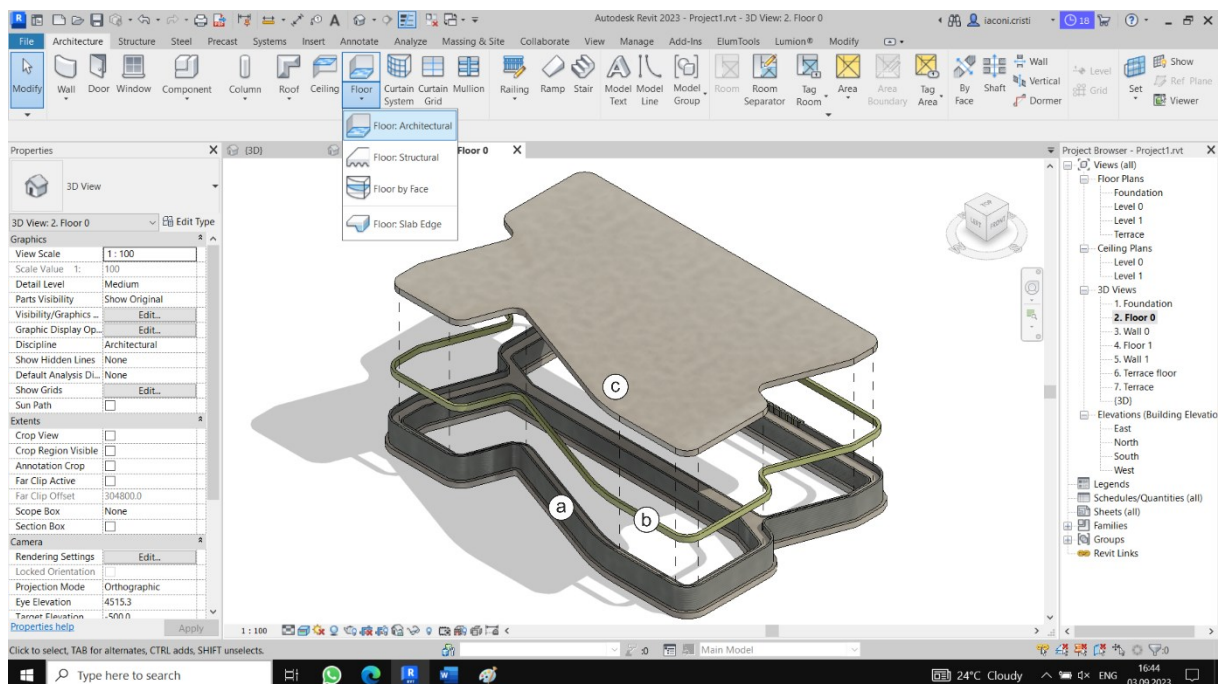 Autodesk Revit 2023 - Project1.rvt - 3D View: 2. Floor 0
iaconi.cristi
18
File Architecture Structure Steel Precast Systems Insert Annotate Analyze Massing & Site Collaborate View Manage Add-Ins ElumTools Lumion® Modify
Modify Wall Door Window Component Column Roof Ceiling Floor Curtain System Curtain Grid Mullion Railing Ramp Stair Model Text Model Line Model Group Room Room Separator Tag Room Area Area Boundary Tag Area By Face Shaft Wall Vertical Dormer Level Grid Set Show Ref Plane Viewer
Floor: Architectural
Floor: Structural
Floor by Face
Floor: Slab Edge
Properties
3D View
3D View: 2. Floor 0 Edit Type
Graphics
View Scale 1 : 100
Scale Value 1: 100
Detail Level Medium
Parts Visibility Show Original
Visibility/Graphics ... Edit...
Graphic Display Op... Edit...
Discipline Architectural
Show Hidden Lines None
Default Analysis Di... None
Show Grids Edit...
Sun Path
Extents
Crop View
Crop Region Visible
Annotation Crop
Far Clip Active
Far Clip Offset 304800.0
Scope Box None
Section Box
Camera
Rendering Settings Edit...
Locked Orientation
Projection Mode Orthographic
Eye Elevation 4515.3
Target Elevation -500.0
Properties help Apply
{3D}
Floor 0
TOP
LEFT FRONT
c
a
b
1 : 100
Project Browser - Project1.rvt
Views (all)
Floor Plans
Foundation
Level 0
Level 1
Terrace
Ceiling Plans
Level 0
Level 1
3D Views
1. Foundation
2. Floor 0
3. Wall 0
4. Floor 1
5. Wall 1
6. Terrace floor
7. Terrace
{3D}
Elevations (Building Elevatio
East
North
South
West
Legends
Schedules/Quantities (all)
Sheets (all)
Families
Groups
Revit Links
Click to select, TAB for alternates, CTRL adds, SHIFT unselects.
:0 Main Model :0
Type here to search
24°C Cloudy ENG
16:44
03.09.2023